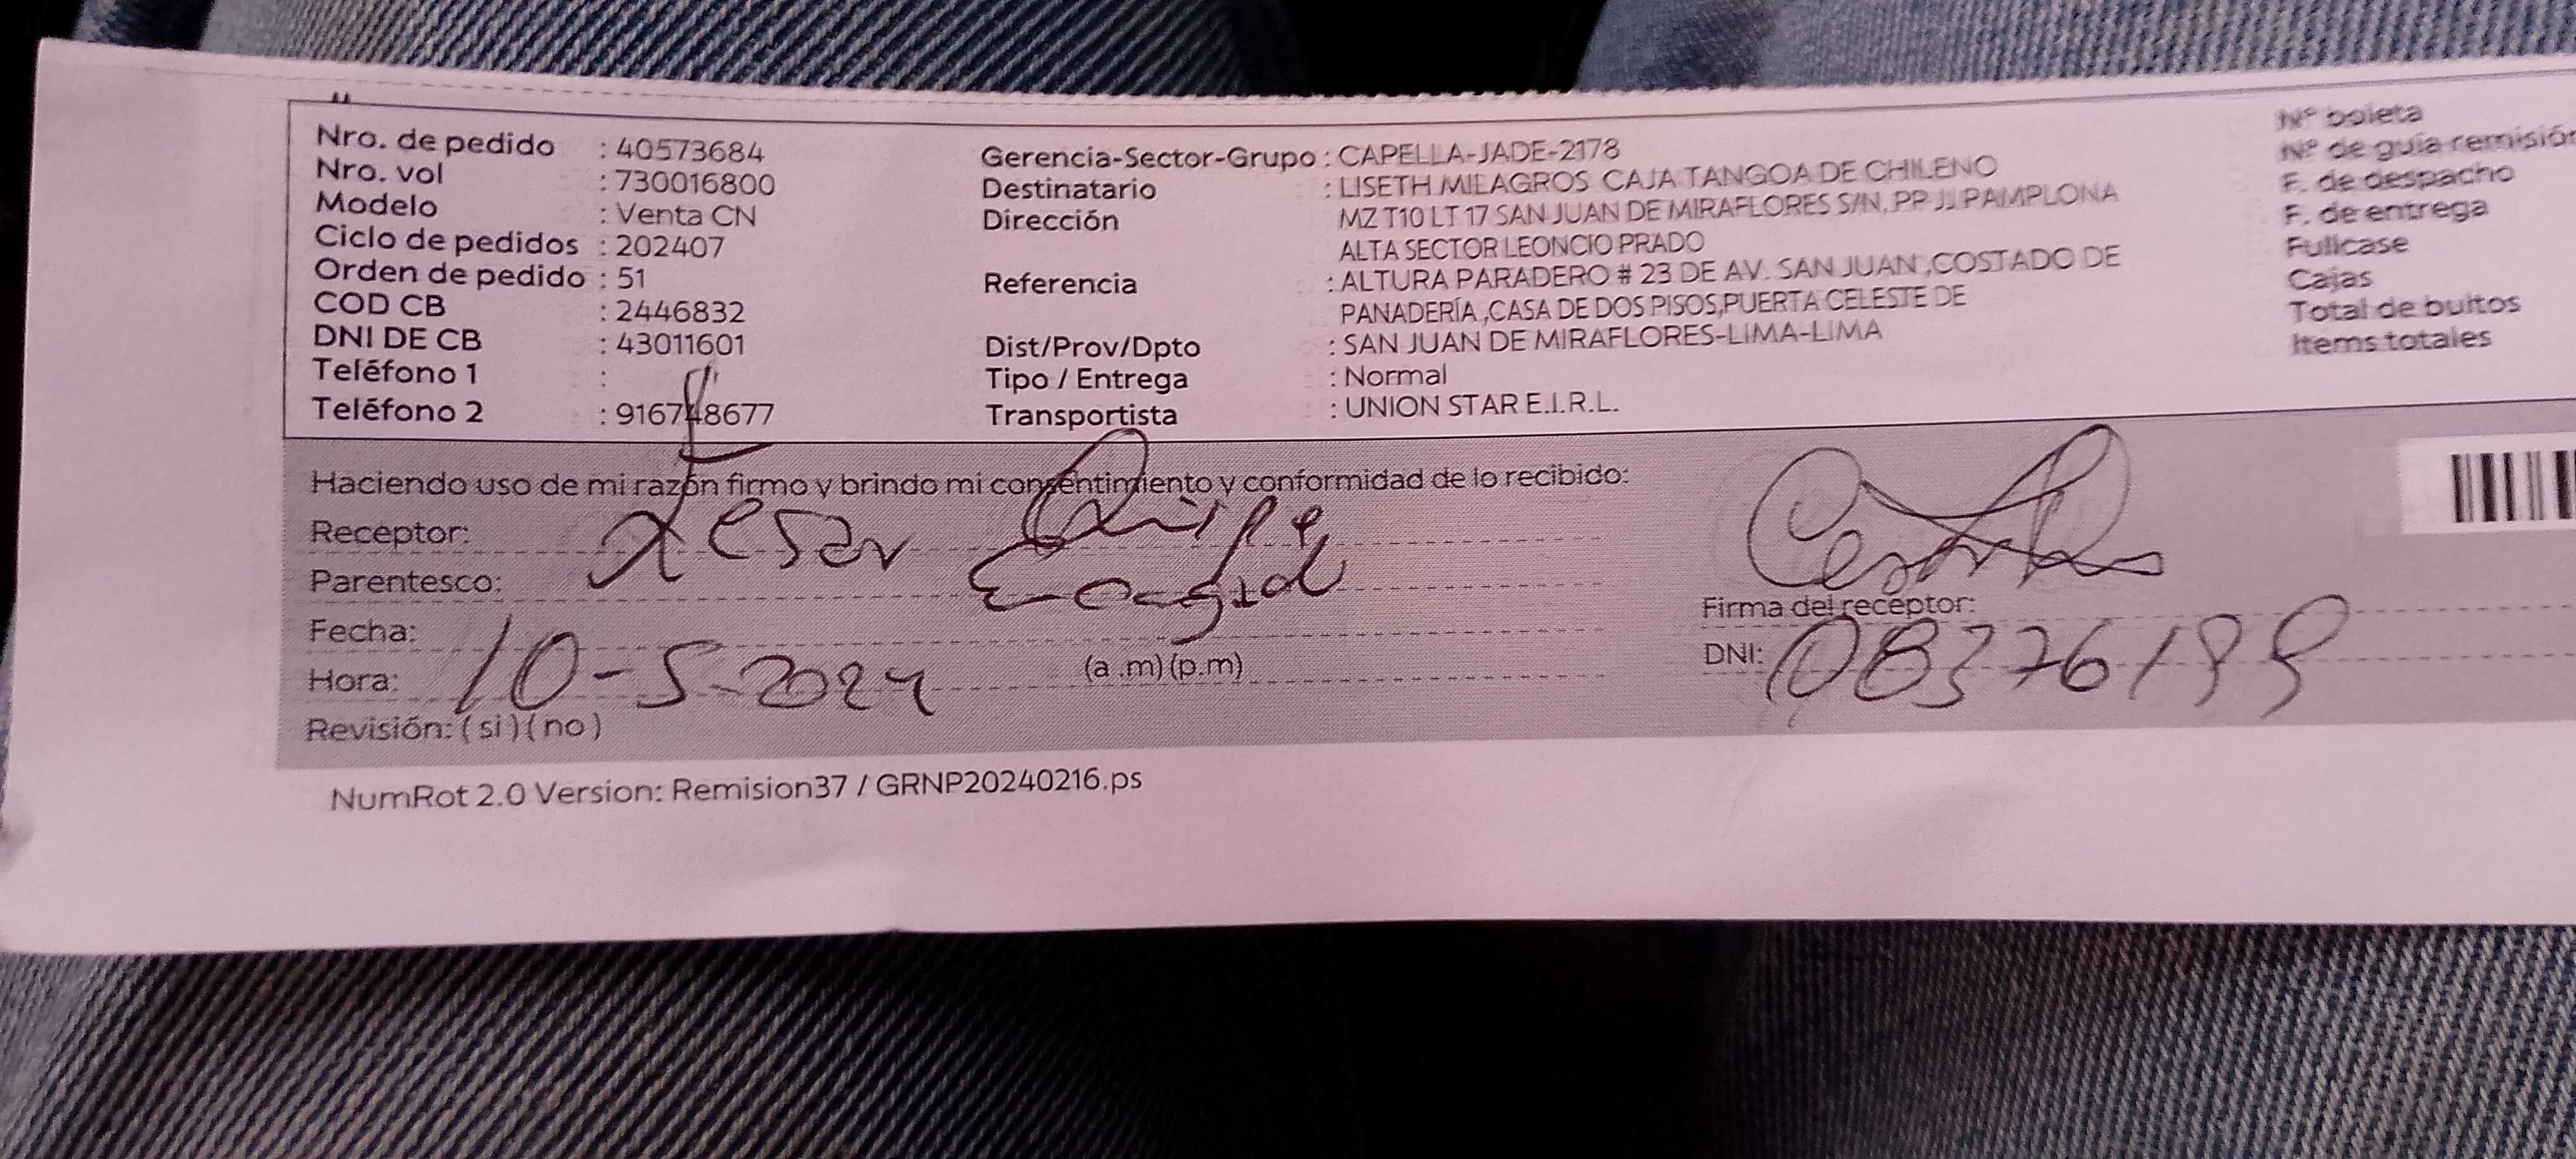 Nro. de pedido : 40573684
Nro. vol : 730016800
Modelo : Venta CN
Ciclo de pedidos : 202407
Orden de pedido : 51
COD CB : 2446832
DNI DE CB : 43011601
Teléfono 1 :
Teléfono 2 : 916748677
Gerencia-Sector-Grupo : CAPELLA-JADE-2178
Destinatario : LISETH MILAGROS CAJA TANGOA DE CHILENO
Dirección MZ T10 LT 17 SAN JUAN DE MIRAFLORES S/N, PP JJ PAMPLONA
ALTA SECTOR LEONCIO PRADO
Referencia : ALTURA PARADERO # 23 DE AV. SAN JUAN ,COSTADO DE
PANADERÍA ,CASA DE DOS PISOS,PUERTA CELESTE DE
Dist/Prov/Dpto : SAN JUAN DE MIRAFLORES-LIMA-LIMA
Tipo / Entrega : Normal
Transportista : UNION STAR E.I.R.L.
Nº boleta
Nº de guía remisión
F. de despacho
F. de entrega
Fullcase
Cajas
Total de bultos
Items totales
Haciendo uso de mi razón firmo y brindo mi consentimiento y conformidad de lo recibido:
Receptor: Quispe
Parentesco:
Fecha:
Hora: 10-5-2024 (a .m) (p.m)
Revisión: ( si ) ( no )
Firma del receptor:
DNI: 08376199
NumRot 2.0 Version: Remision37 / GRNP20240216.ps